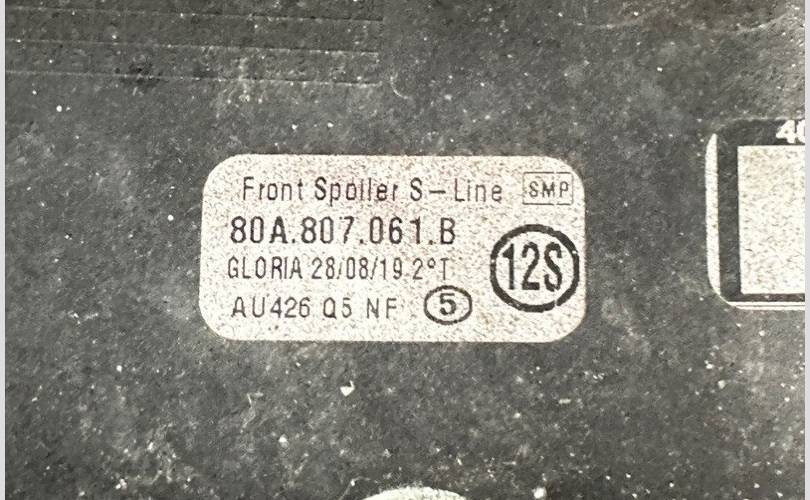 Front Spoiler S-Line SMP
80A.807.061.B
GLORIA 28/08/19 2°T
12S
AU426 Q5 NF 5